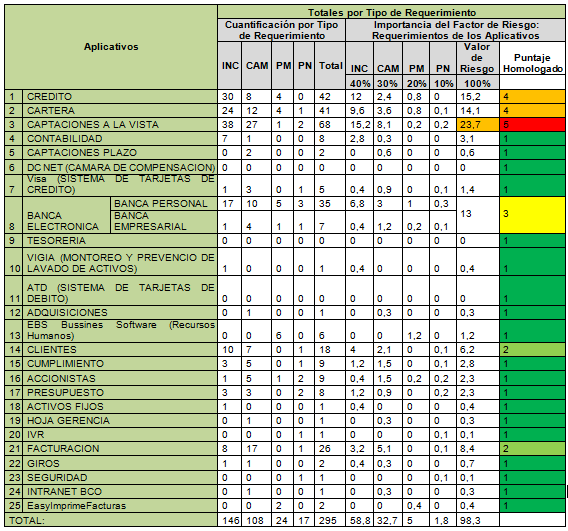 Totales por Tipo de Requerimiento
Aplicativos
Cuantificación por Tipo de Requerimiento
Importancia del Factor de Riesgo: Requerimientos de los Aplicativos
INC CAM PM PN Total INC CAM PM PN Valor de Riesgo Puntaje Homologado
40% 30% 20% 10% 100%
1 CREDITO 30 8 4 0 42 12 2,4 0,8 0 15,2 4
2 CARTERA 24 12 4 1 41 9,6 3,6 0,8 0,1 14,1 4
3 CAPTACIONES A LA VISTA 38 27 1 2 68 15,2 8,1 0,2 0,2 23,7 5
4 CONTABILIDAD 7 1 0 0 8 2,8 0,3 0 0 3,1 1
5 CAPTACIONES PLAZO 0 2 0 0 2 0 0,6 0 0 0,6 1
6 DC NET (CAMARA DE COMPENSACION) 0 0 0 0 0 0 0 0 0 0 1
7 Visa (SISTEMA DE TARJETAS DE CREDITO) 1 3 0 1 5 0,4 0,9 0 0,1 1,4 1
8 BANCA ELECTRONICA BANCA PERSONAL 17 10 5 3 35 6,8 3 1 0,3 13 3
BANCA EMPRESARIAL 1 4 1 1 7 0,4 1,2 0,2 0,1
9 TESORERIA 0 0 0 0 0 0 0 0 0 0 1
10 VIGIA (MONTOREO Y PREVENCIO DE LAVADO DE ACTIVOS) 1 0 0 0 1 0,4 0 0 0 0,4 1
11 ATD (SISTEMA DE TARJETAS DE DEBITO) 0 0 0 0 0 0 0 0 0 0 1
12 ADQUISICIONES 0 1 0 0 1 0 0,3 0 0 0,3 1
13 EBS Bussines Software (Recursos Humanos) 0 0 6 0 6 0 0 1,2 0 1,2 1
14 CLIENTES 10 7 0 1 18 4 2,1 0 0,1 6,2 2
15 CUMPLIMIENTO 3 5 0 1 9 1,2 1,5 0 0,1 2,8 1
16 ACCIONISTAS 1 5 1 2 9 0,4 1,5 0,2 0,2 2,3 1
17 PRESUPUESTO 3 3 0 2 8 1,2 0,9 0 0,2 2,3 1
18 ACTIVOS FIJOS 1 0 0 0 1 0,4 0 0 0 0,4 1
19 HOJA GERENCIA 0 1 0 0 1 0 0,3 0 0 0,3 1
20 IVR 0 0 0 1 1 0 0 0 0,1 0,1 1
21 FACTURACION 8 17 0 1 26 3,2 5,1 0 0,1 8,4 2
22 GIROS 1 1 0 0 2 0,4 0,3 0 0 0,7 1
23 SEGURIDAD 0 0 0 1 1 0 0 0 0,1 0,1 1
24 INTRANET BCO 0 1 0 0 1 0 0,3 0 0 0,3 1
25 EasyImprimeFacturas 0 0 2 0 2 0 0 0,4 0 0,4 1
TOTAL: 146 108 24 17 295 58,8 32,7 5 1,8 98,3